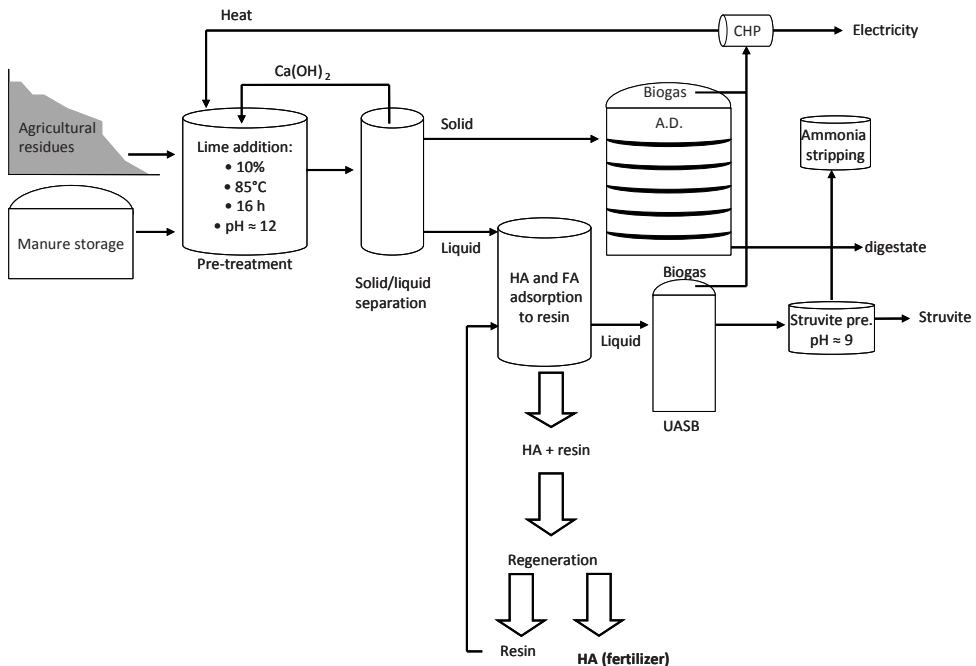 Heat
CHP
Electricity
Ca(OH) 2
Agricultural
residues
Lime addition:
• 10%
• 85°C
• 16 h
• pH ≈ 12
Pre-treatment
Manure storage
Solid
Liquid
Solid/liquid
separation
Biogas
A.D.
Ammonia
stripping
digestate
HA and FA
adsorption
to resin
Liquid
Biogas
UASB
Struvite pre.
pH ≈ 9
Struvite
HA + resin
Regeneration
Resin
HA (fertilizer)